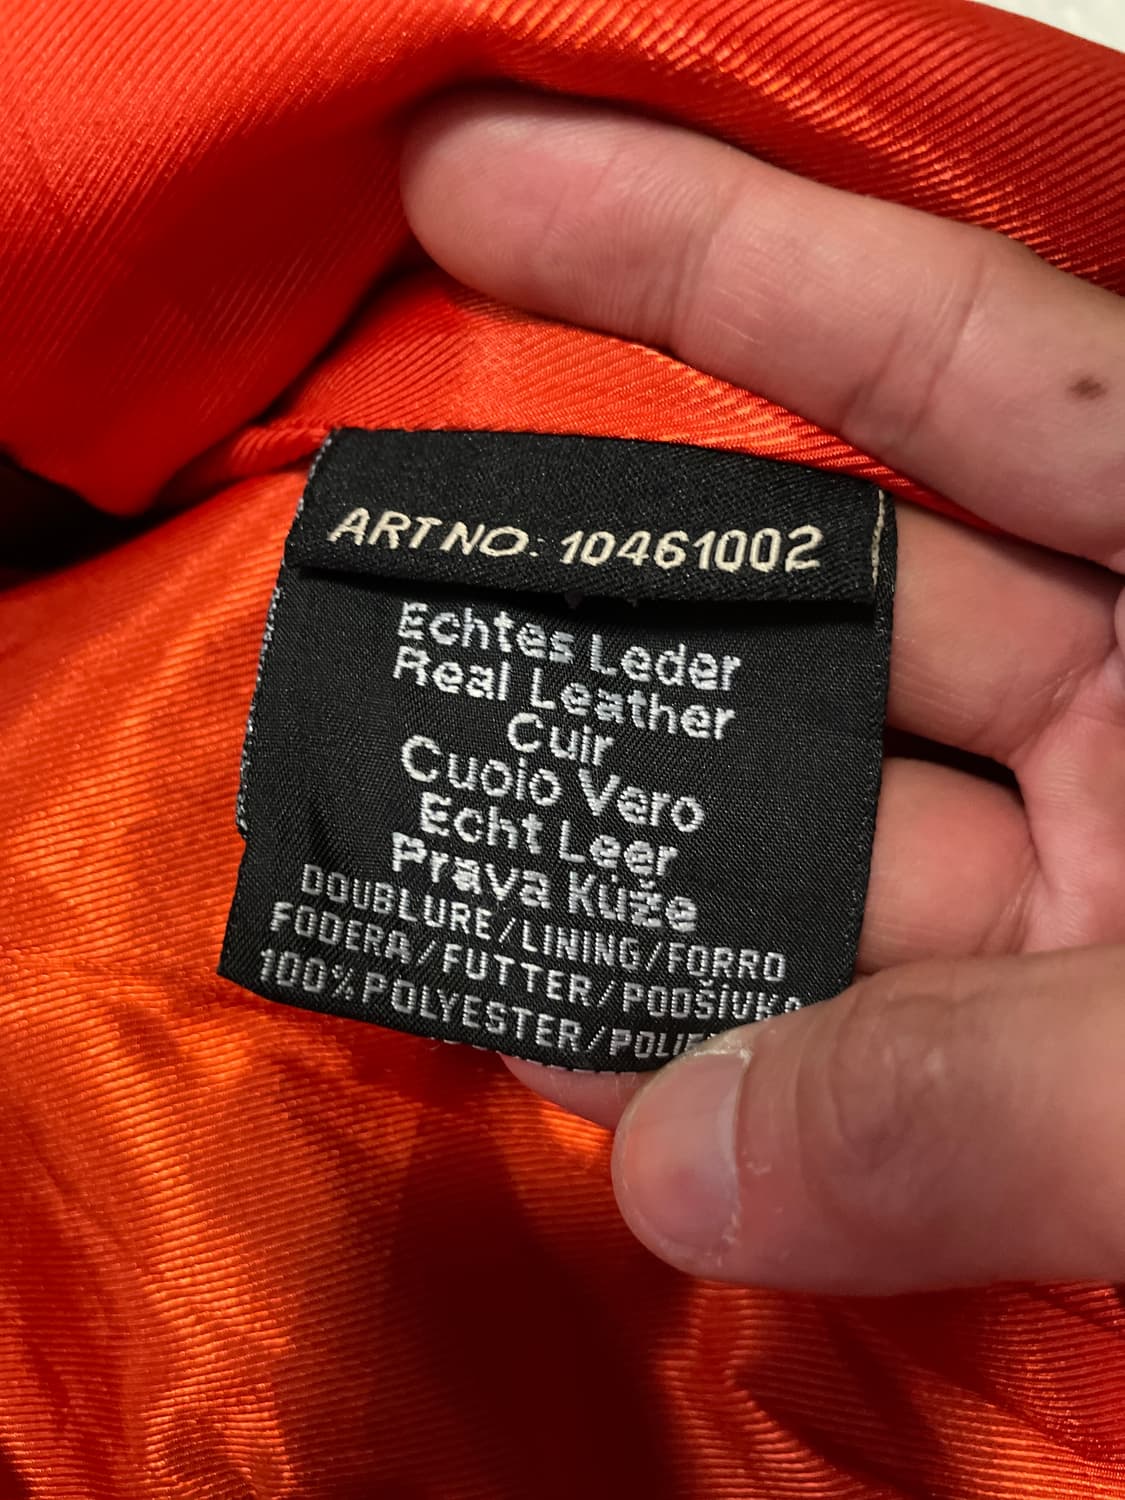 ART NO. 10461002
Echtes Leder
Real Leather
Cuir
Cuoio Vero
Echt Leer
Prava Kůže
DOUBLURE/LINING/FORRO
FODERA/FUTTER/PODŠIVKA
100% POLYESTER/